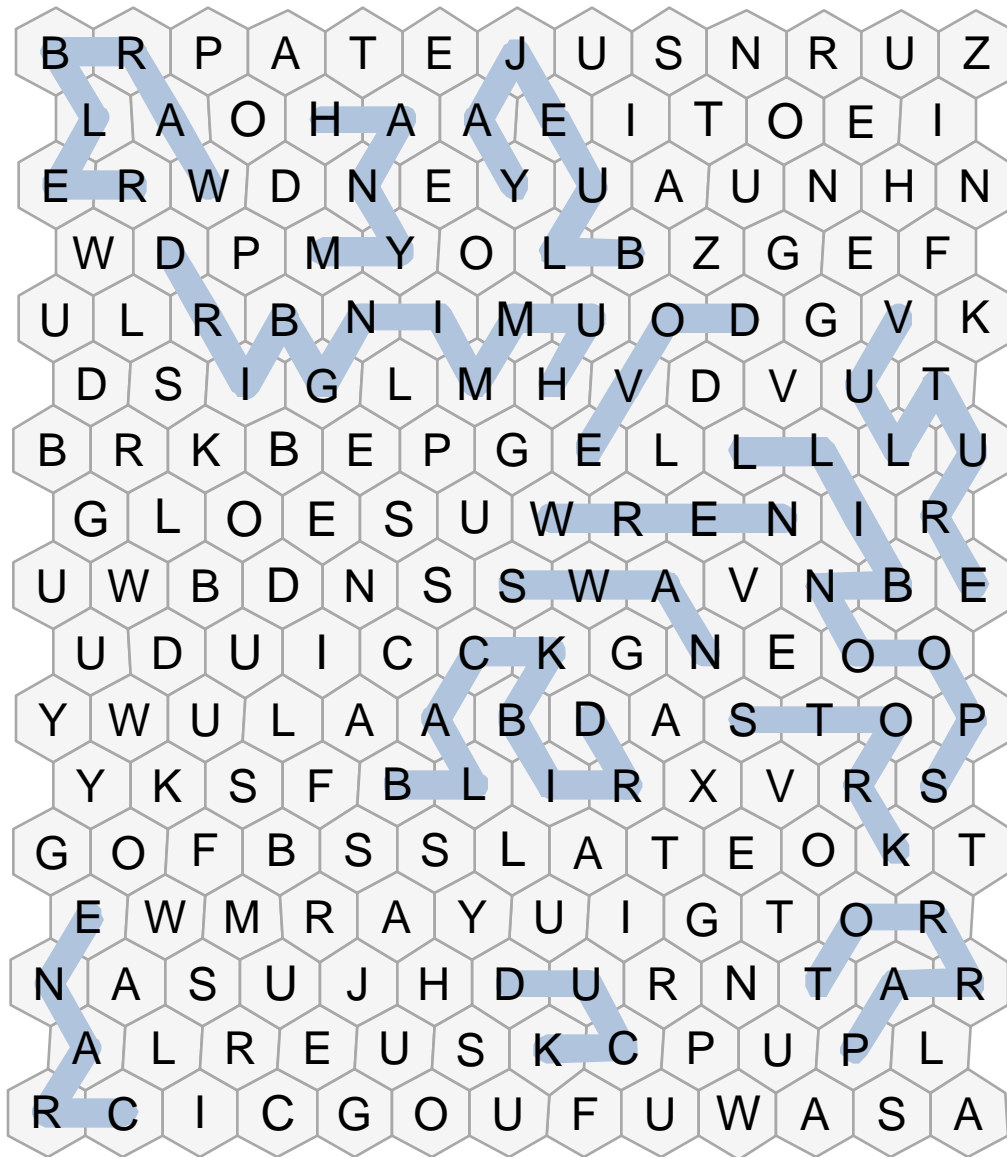 B R P A T E J U S N R U Z
L A O H A A E I T O E I
E R W D N E Y U A U N H N
W D P M Y O L B Z G E F
U L R B N I M U O D G V K
D S I G L M H V D V U T
B R K B E P G E L L L L U
G L O E S U W R E N I R
U W B D N S S W A V N B E
U D U I C C K G N E O O
Y W U L A A B D A S T O P
Y K S F B L I R X V R S
G O F B S S L A T E O K T
E W M R A Y U I G T O R
N A S U J H D U R N T A R
A L R E U S K C P U P L
R C I C G O U F U W A S A